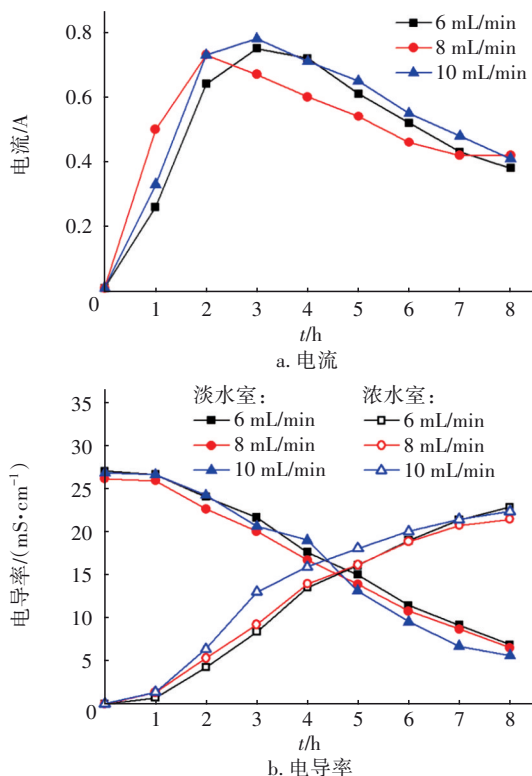 0.8
0.6
0.4
0.2
0
电流/A
6 mL/min
8 mL/min
10 mL/min
1 2 3 4 5 6 7 8
t/h
a. 电流
35
30
25
20
15
10
5
0
电导率/(mS·cm⁻¹)
淡水室: 浓水室:
6 mL/min 6 mL/min
8 mL/min 8 mL/min
10 mL/min 10 mL/min
1 2 3 4 5 6 7 8
t/h
b. 电导率